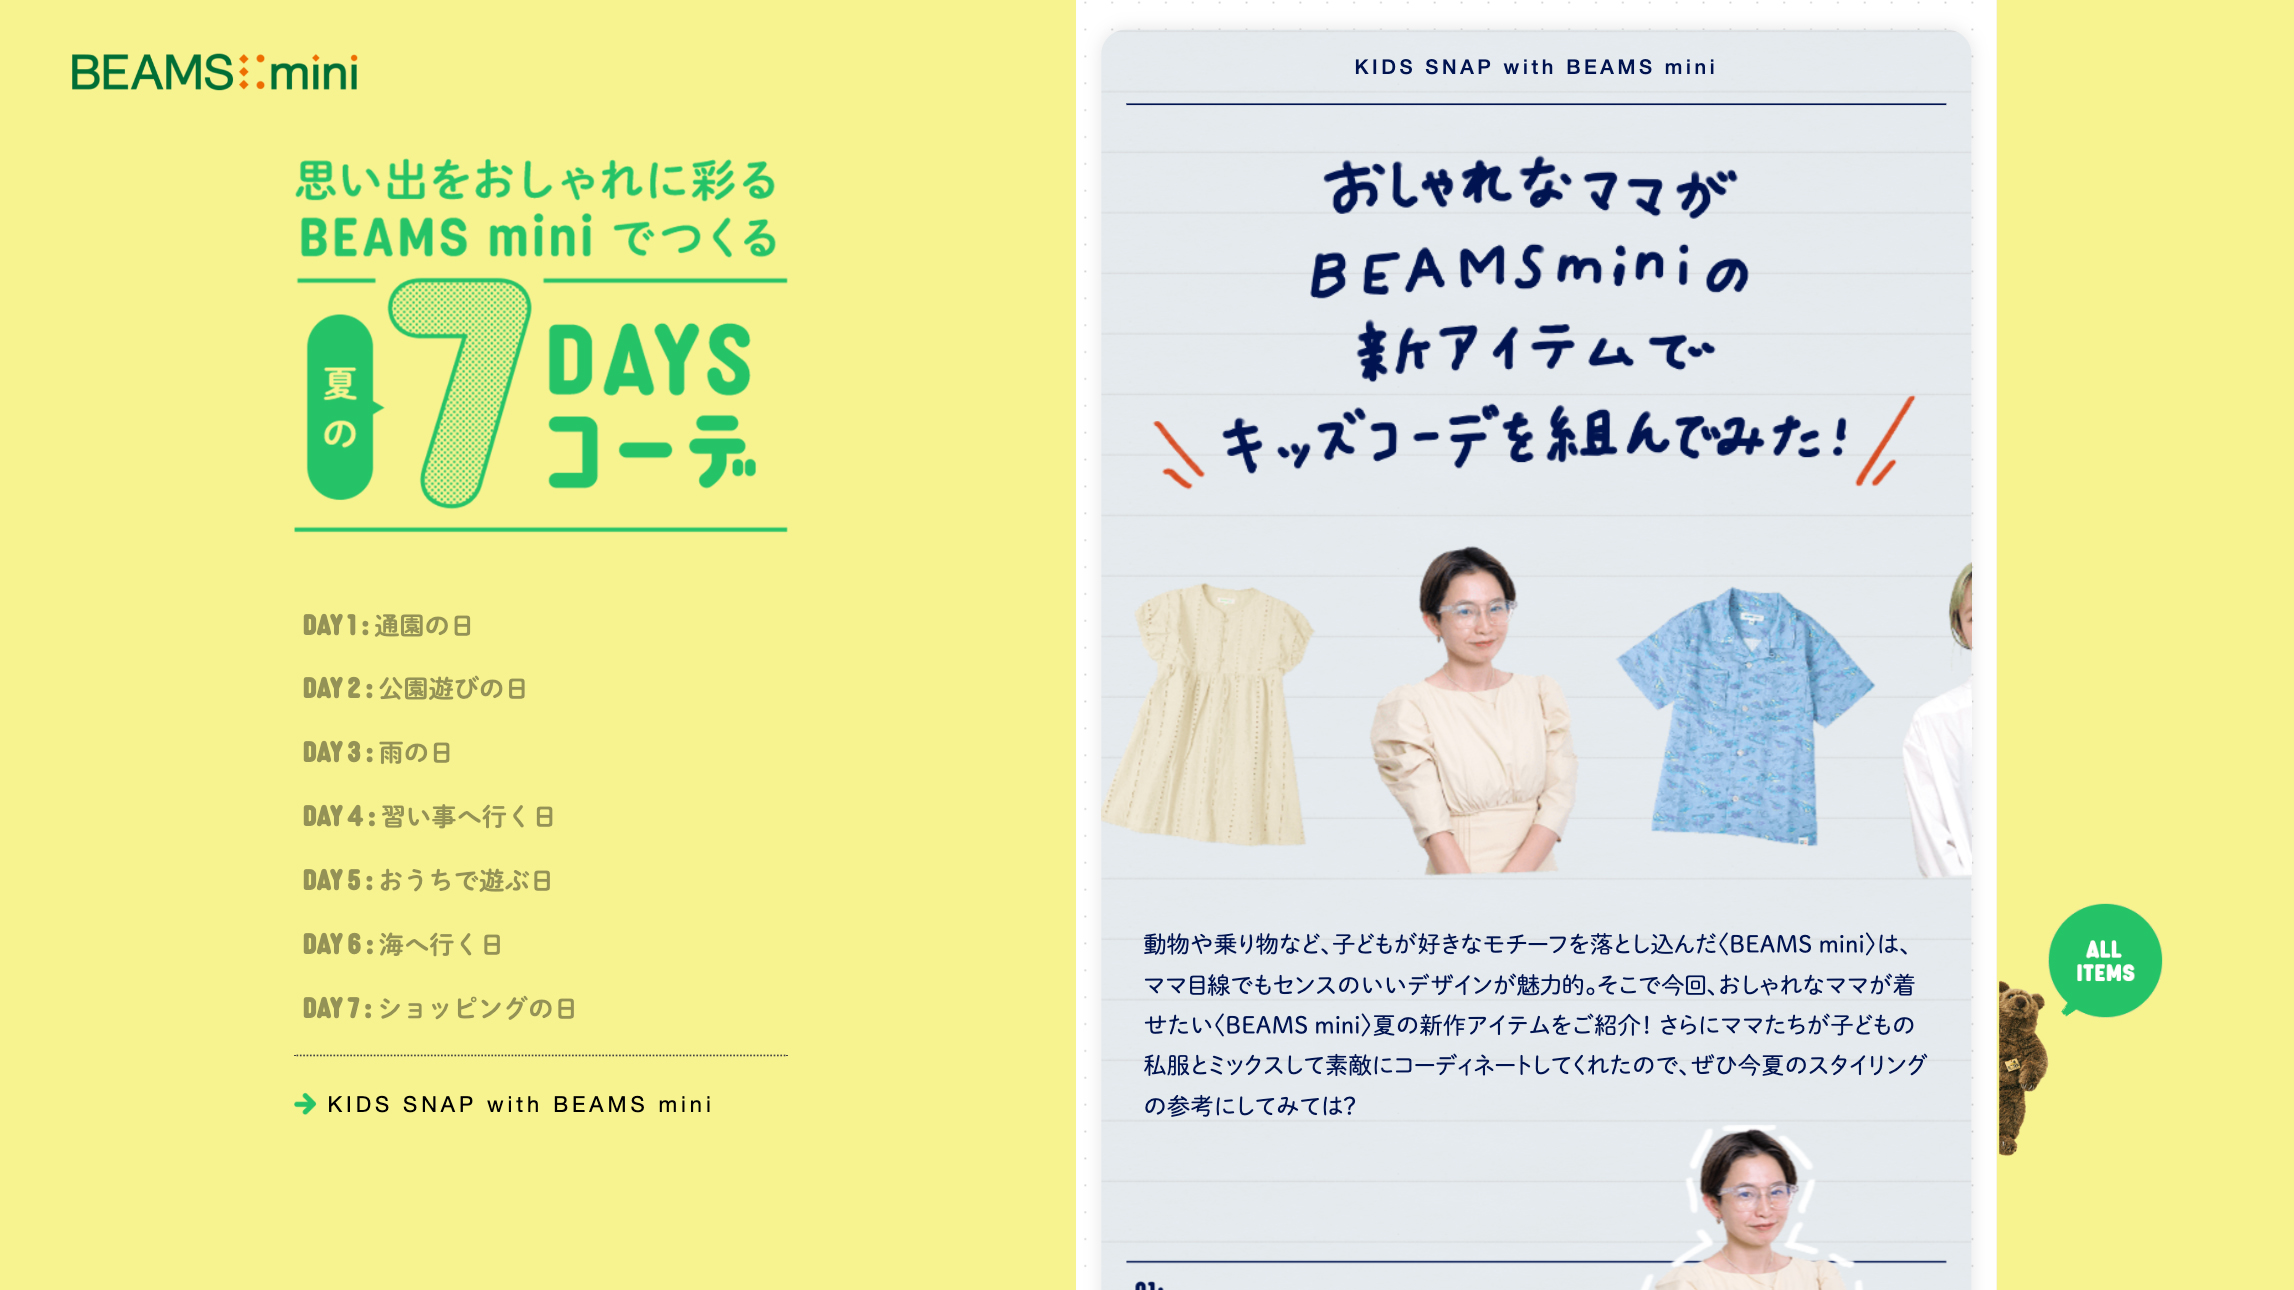 BEAMS mini
思い出をおしゃれに彩る
BEAMS mini でつくる
夏の
7
DAYS
コーデ
DAY 1 : 通園の日
DAY 2 : 公園遊びの日
DAY 3 : 雨の日
DAY 4 : 習い事へ行く日
DAY 5 : おうちで遊ぶ日
DAY 6 : 海へ行く日
DAY 7 : ショッピングの日
KIDS SNAP with BEAMS mini
KIDS SNAP with BEAMS mini
おしゃれなママが
BEAMSminiの
新アイテムで
キッズコーデを組んでみた!
動物や乗り物など、子どもが好きなモチーフを落とし込んだ〈BEAMS mini〉は、
ママ目線でもセンスのいいデザインが魅力的。そこで今回、おしゃれなママが着
せたい〈BEAMS mini〉夏の新作アイテムをご紹介! さらにママたちが子どもの
私服とミックスして素敵にコーディネートしてくれたので、ぜひ今夏のスタイリング
の参考にしてみては?
ALL
ITEMS